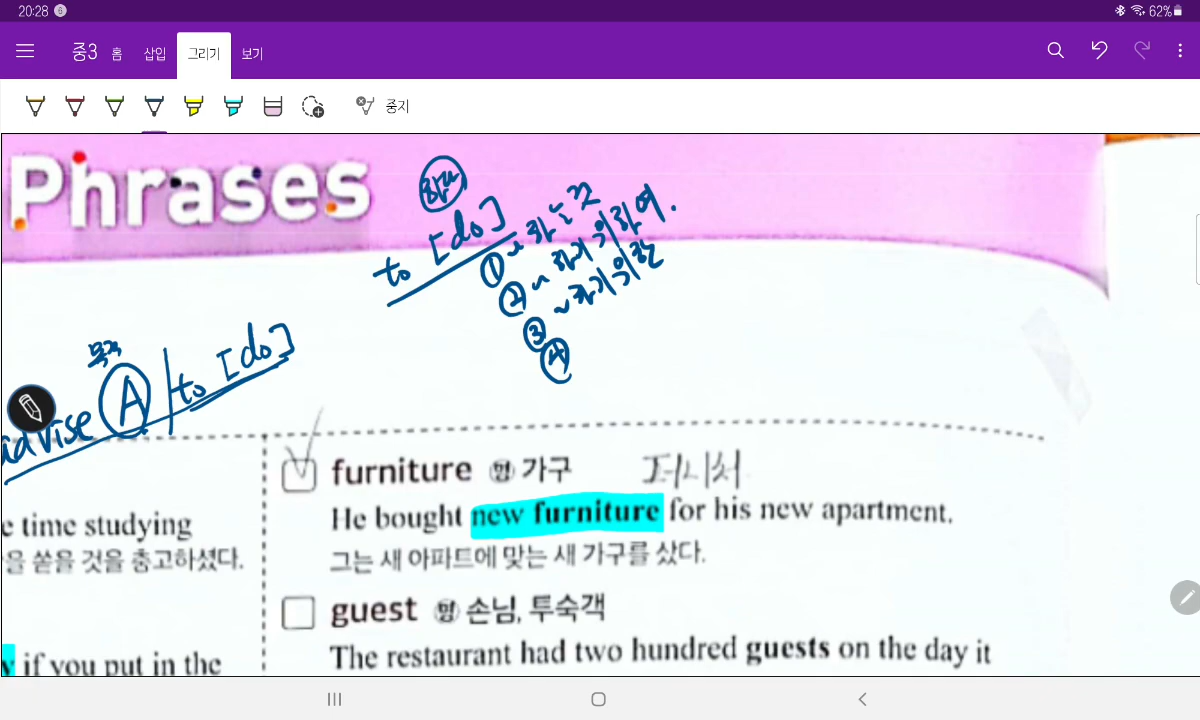 20:28 6 62%
중3 홈 삽입 그리기 보기
중지
Phrases
to [do]
① ~ 하는 것
② ~ 하기 위하여.
③ ~ 하기 위한
④
목적
advise A / to [do]
furniture 명 가구 퍼니쳐
He bought new furniture for his new apartment.
그는 새 아파트에 맞는 새 가구를 샀다.
e time studying
을 쏟을 것을 충고하셨다.
guest 명 손님, 투숙객
The restaurant had two hundred guests on the day it
y if you put in the